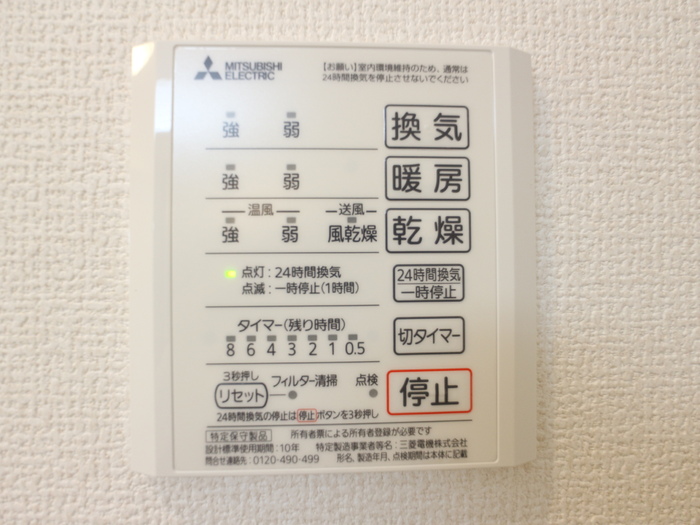 MITSUBISHI
ELECTRIC
【お願い】室内環境維持のため、通常は
24時間換気を停止させないでください
強 弱 換気
強 弱 暖房
温風 送風
強 弱 風乾燥 乾燥
点灯：24時間換気
点滅：一時停止(1時間)
24時間換気
一時停止
タイマー(残り時間)
8 6 4 3 2 1 0.5
切タイマー
3秒押し
リセット フィルター清掃 点検
停止
24時間換気の停止は停止ボタンを3秒押し
特定保守製品 所有者票による所有者登録が必要です
設計標準使用期間：10年 特定製造事業者等名：三菱電機株式会社
問合せ連絡先：0120-490-499 形名、製造年月、点検期間は本体に記載